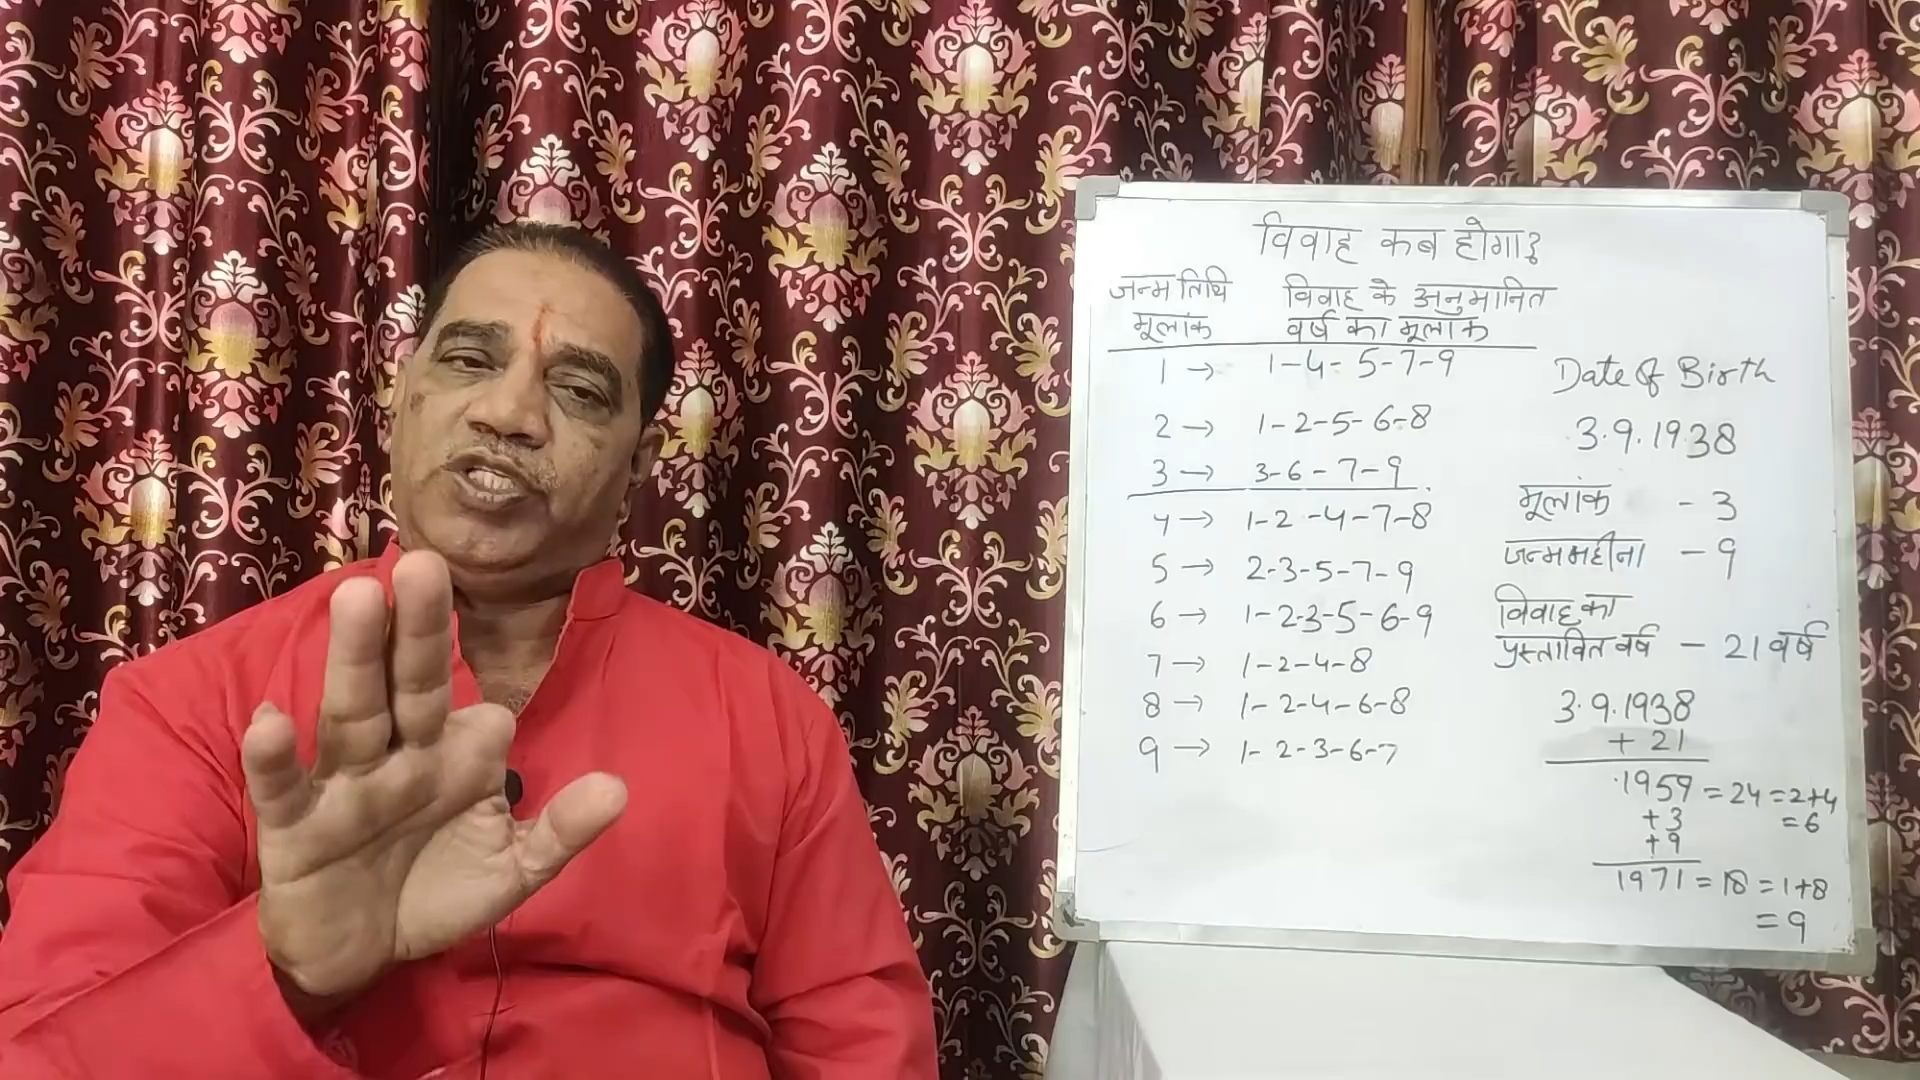 विवाह कब होगा?
जन्म तिथि
मूलांक
विवाह के अनुमानित
वर्ष का मूलांक
1 → 1-4-5-7-9
2 → 1-2-5-6-8
3 → 3-6-7-9
4 → 1-2-4-7-8
5 → 2-3-5-7-9
6 → 1-2-3-5-6-9
7 → 1-2-4-8
8 → 1-2-4-6-8
9 → 1-2-3-6-7
Date of Birth
3.9.1938
मूलांक - 3
जन्म महीना - 9
विवाह का
प्रस्तावित वर्ष - 21 वर्ष
3.9.1938
+ 21
1959 = 24 = 2+4
+3 = 6
+9
1971 = 18 = 1+8
= 9